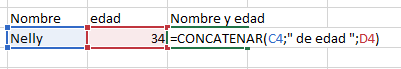 Nombre edad Nombre y edad
Nelly 34 =CONCATENAR(C4;" de edad ";D4)